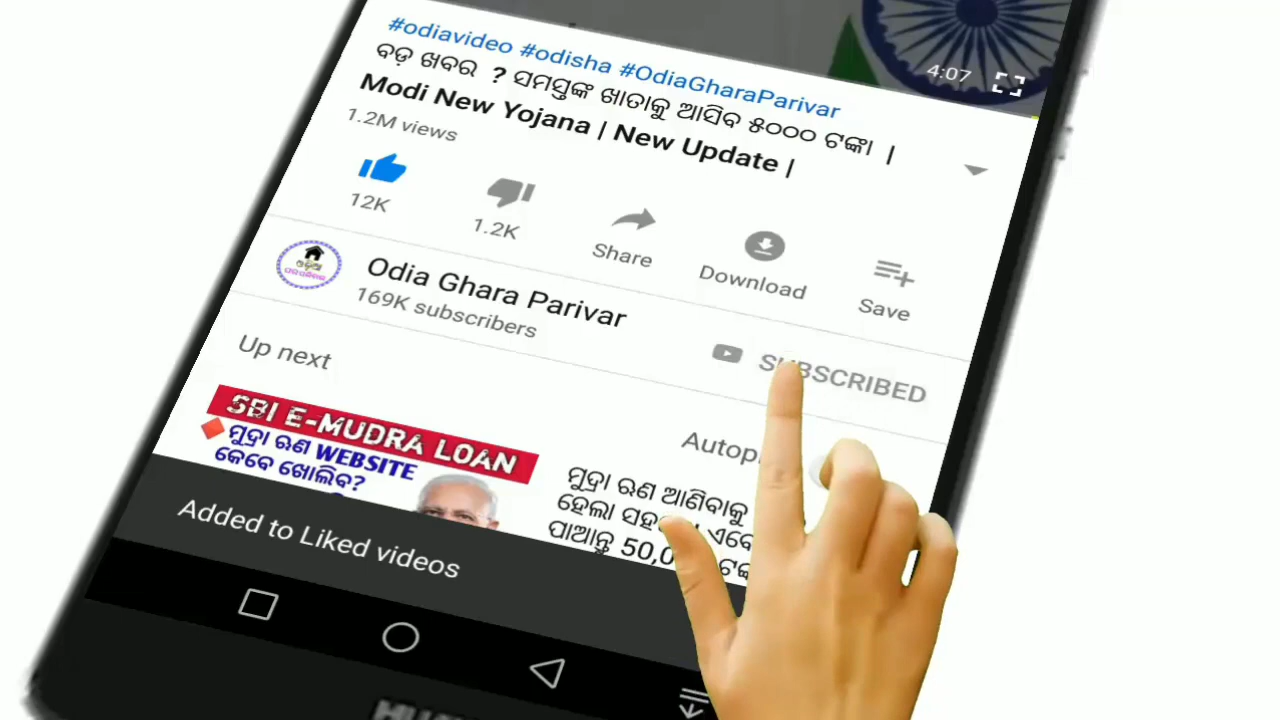 4:07
#odiavideo #odisha #OdiaGharaParivar
ବଡ଼ ଖବର ? ସମସ୍ତଙ୍କ ଖାତାକୁ ଆସିବ ୫୦୦୦ ଟଙ୍କା |
Modi New Yojana | New Update |
1.2M views
12K
1.2K
Share
Download
Save
Odia Ghara Parivar
169K subscribers
SUBSCRIBED
Up next
SBI E-MUDRA LOAN
ମୁଦ୍ରା ଋଣ WEBSITE
କେବେ ଖୋଲିବ?
ମୁଦ୍ରା ଋଣ ଆଣିବାକୁ
ହେଲା
ପାଆନ୍ତୁ
Added to Liked videos